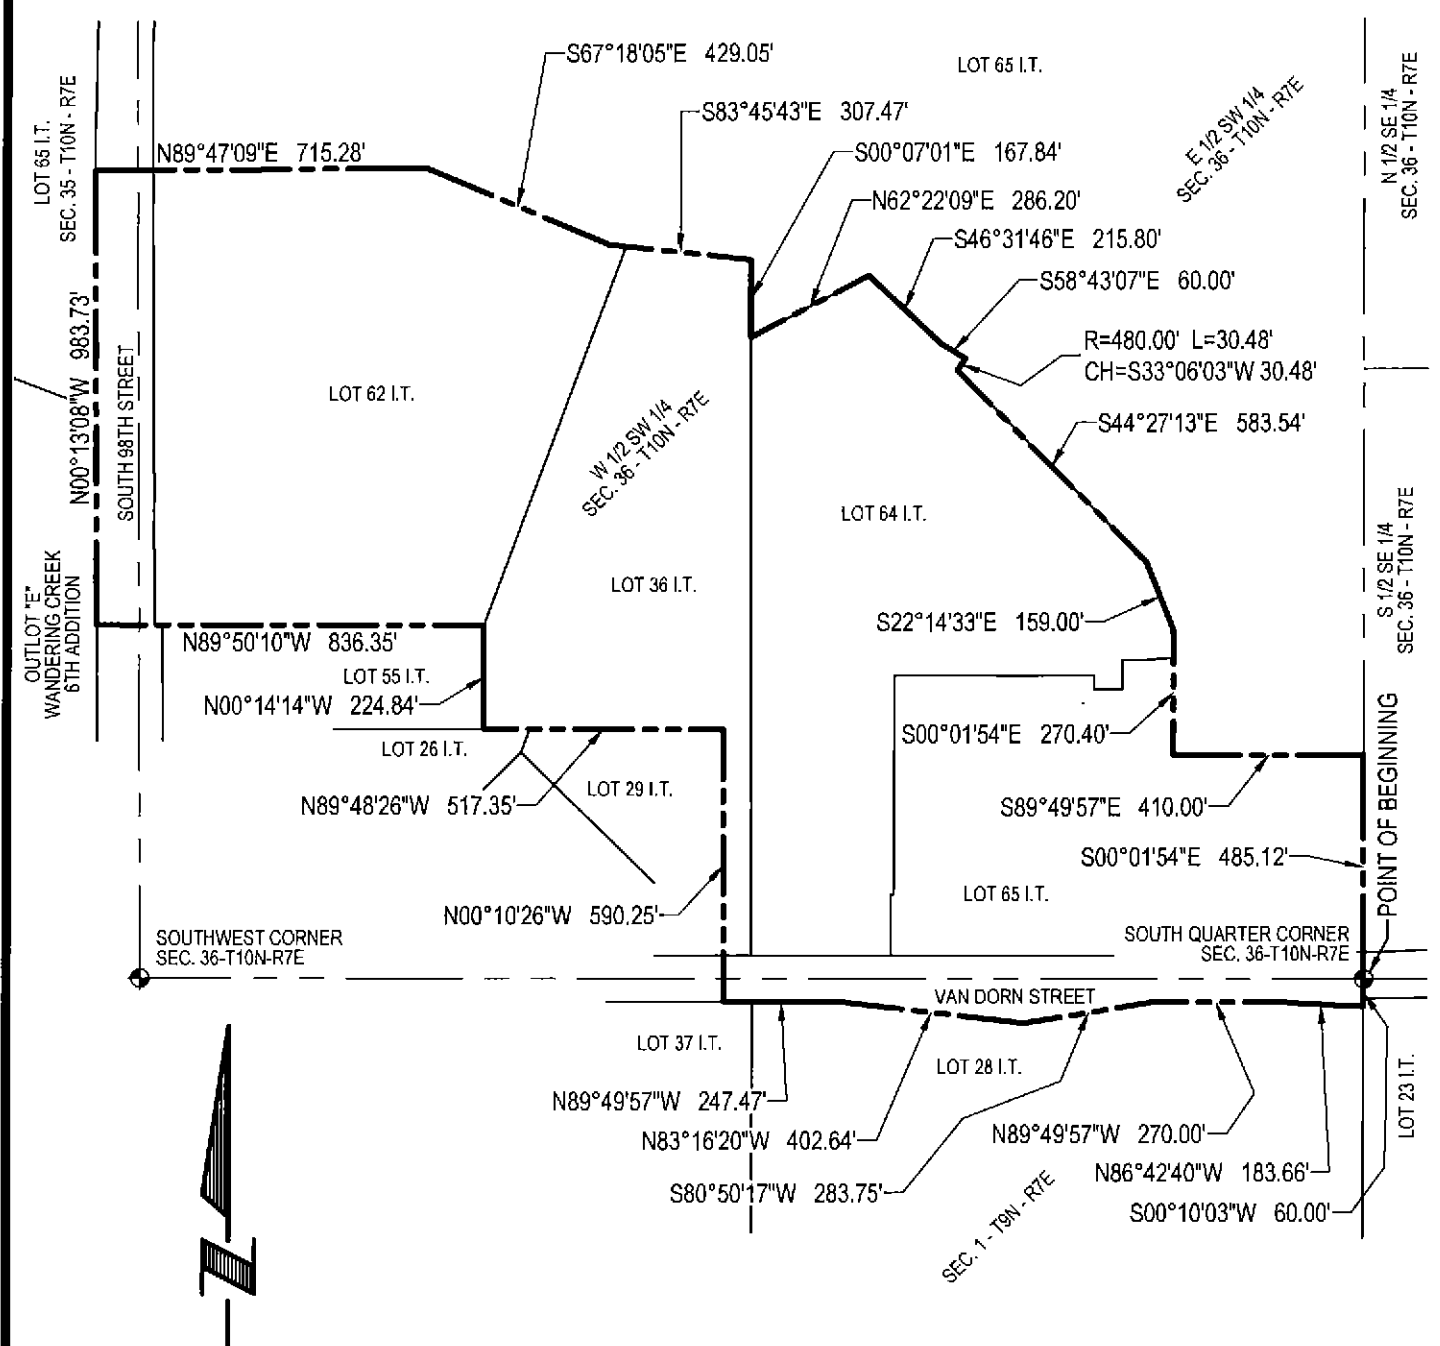 S67°18'05"E 429.05'
LOT 65 I.T.
S83°45'43"E 307.47'
LOT 65 I.T.
SEC. 35 - T10N - R7E
N89°47'09"E 715.28'
S00°07'01"E 167.84'
E 1/2 SW 1/4
SEC. 36 - T10N - R7E
N 1/2 SE 1/4
SEC. 36 - T10N - R7E
N62°22'09"E 286.20'
S46°31'46"E 215.80'
S58°43'07"E 60.00'
R=480.00' L=30.48'
CH=S33°06'03"W 30.48'
N00°13'08"W 983.73'
SOUTH 98TH STREET
LOT 62 I.T.
W 1/2 SW 1/4
SEC. 36 - T10N - R7E
S44°27'13"E 583.54'
LOT 64 I.T.
S 1/2 SE 1/4
SEC. 36 - T10N - R7E
OUTLOT "E"
WANDERING CREEK
6TH ADDITION
LOT 36 I.T.
S22°14'33"E 159.00'
N89°50'10"W 836.35'
LOT 55 I.T.
N00°14'14"W 224.84'
S00°01'54"E 270.40'
LOT 26 I.T.
LOT 29 I.T.
N89°48'26"W 517.35'
S89°49'57"E 410.00'
POINT OF BEGINNING
S00°01'54"E 485.12'
LOT 65 I.T.
N00°10'26"W 590.25'
SOUTHWEST CORNER
SEC. 36-T10N-R7E
SOUTH QUARTER CORNER
SEC. 36-T10N-R7E
VAN DORN STREET
LOT 37 I.T.
LOT 28 I.T.
LOT 23 I.T.
N89°49'57"W 247.47'
N83°16'20"W 402.64'
N89°49'57"W 270.00'
N86°42'40"W 183.66'
S80°50'17"W 283.75'
S00°10'03"W 60.00'
SEC. 1 - T9N - R7E
Z